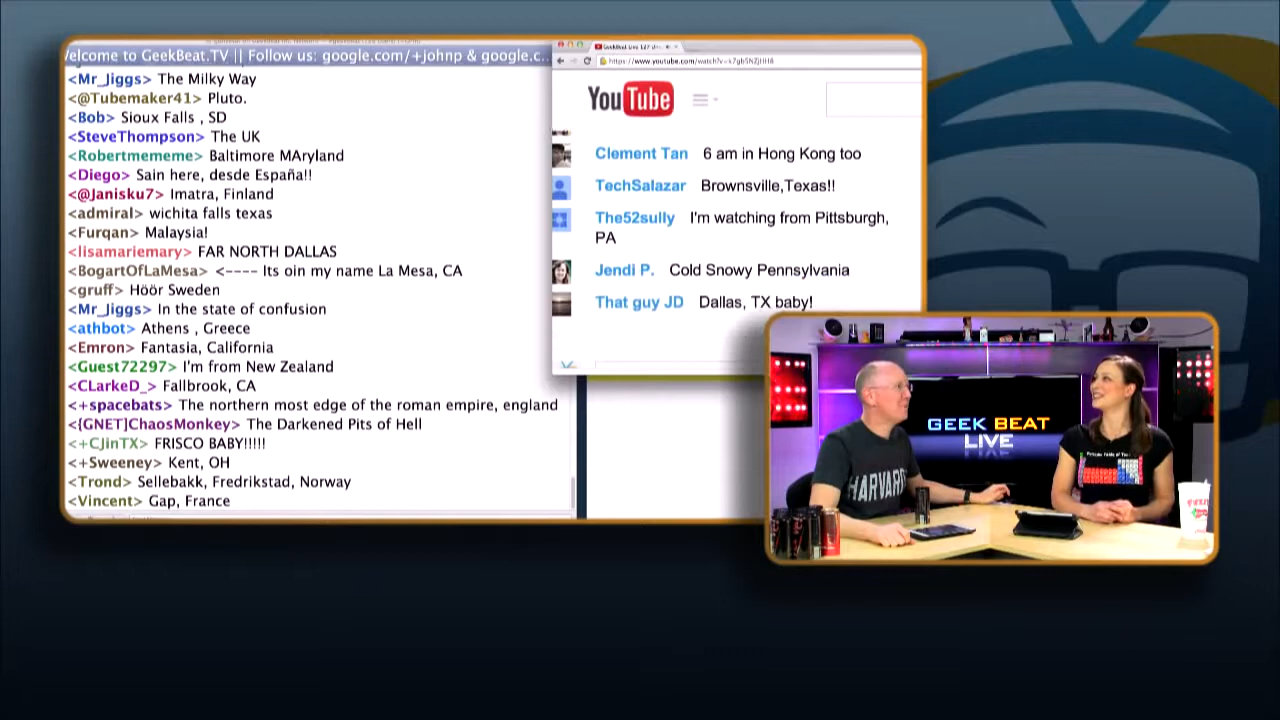 Welcome to GeekBeat.TV || Follow us: google.com/+johnp & google.c...
<Mr_Jiggs> The Milky Way
<@Tubemaker41> Pluto.
<Bob> Sioux Falls , SD
<SteveThompson> The UK
<Robertmememe> Baltimore MAryland
<Diego> Sain here, desde España!!
<@Janisku7> Imatra, Finland
<admiral> wichita falls texas
<Furqan> Malaysia!
<lisamariemary> FAR NORTH DALLAS
<BogartOfLaMesa> <---- Its oin my name La Mesa, CA
<gruff> Höör Sweden
<Mr_Jiggs> In the state of confusion
<athbot> Athens , Greece
<Emron> Fantasia, California
<Guest72297> I'm from New Zealand
<CLarkeD_> Fallbrook, CA
<+spacebats> The northern most edge of the roman empire, england
<{GNET]ChaosMonkey> The Darkened Pits of Hell
<+CJinTX> FRISCO BABY!!!!!
<+Sweeney> Kent, OH
<Trond> Sellebakk, Fredrikstad, Norway
<Vincent> Gap, France
YouTube
Clement Tan 6 am in Hong Kong too
TechSalazar Brownsville,Texas!!
The52sully I'm watching from Pittsburgh,
PA
Jendi P. Cold Snowy Pennsylvania
That guy JD Dallas, TX baby!
GEEK BEAT
LIVE
HARVARD